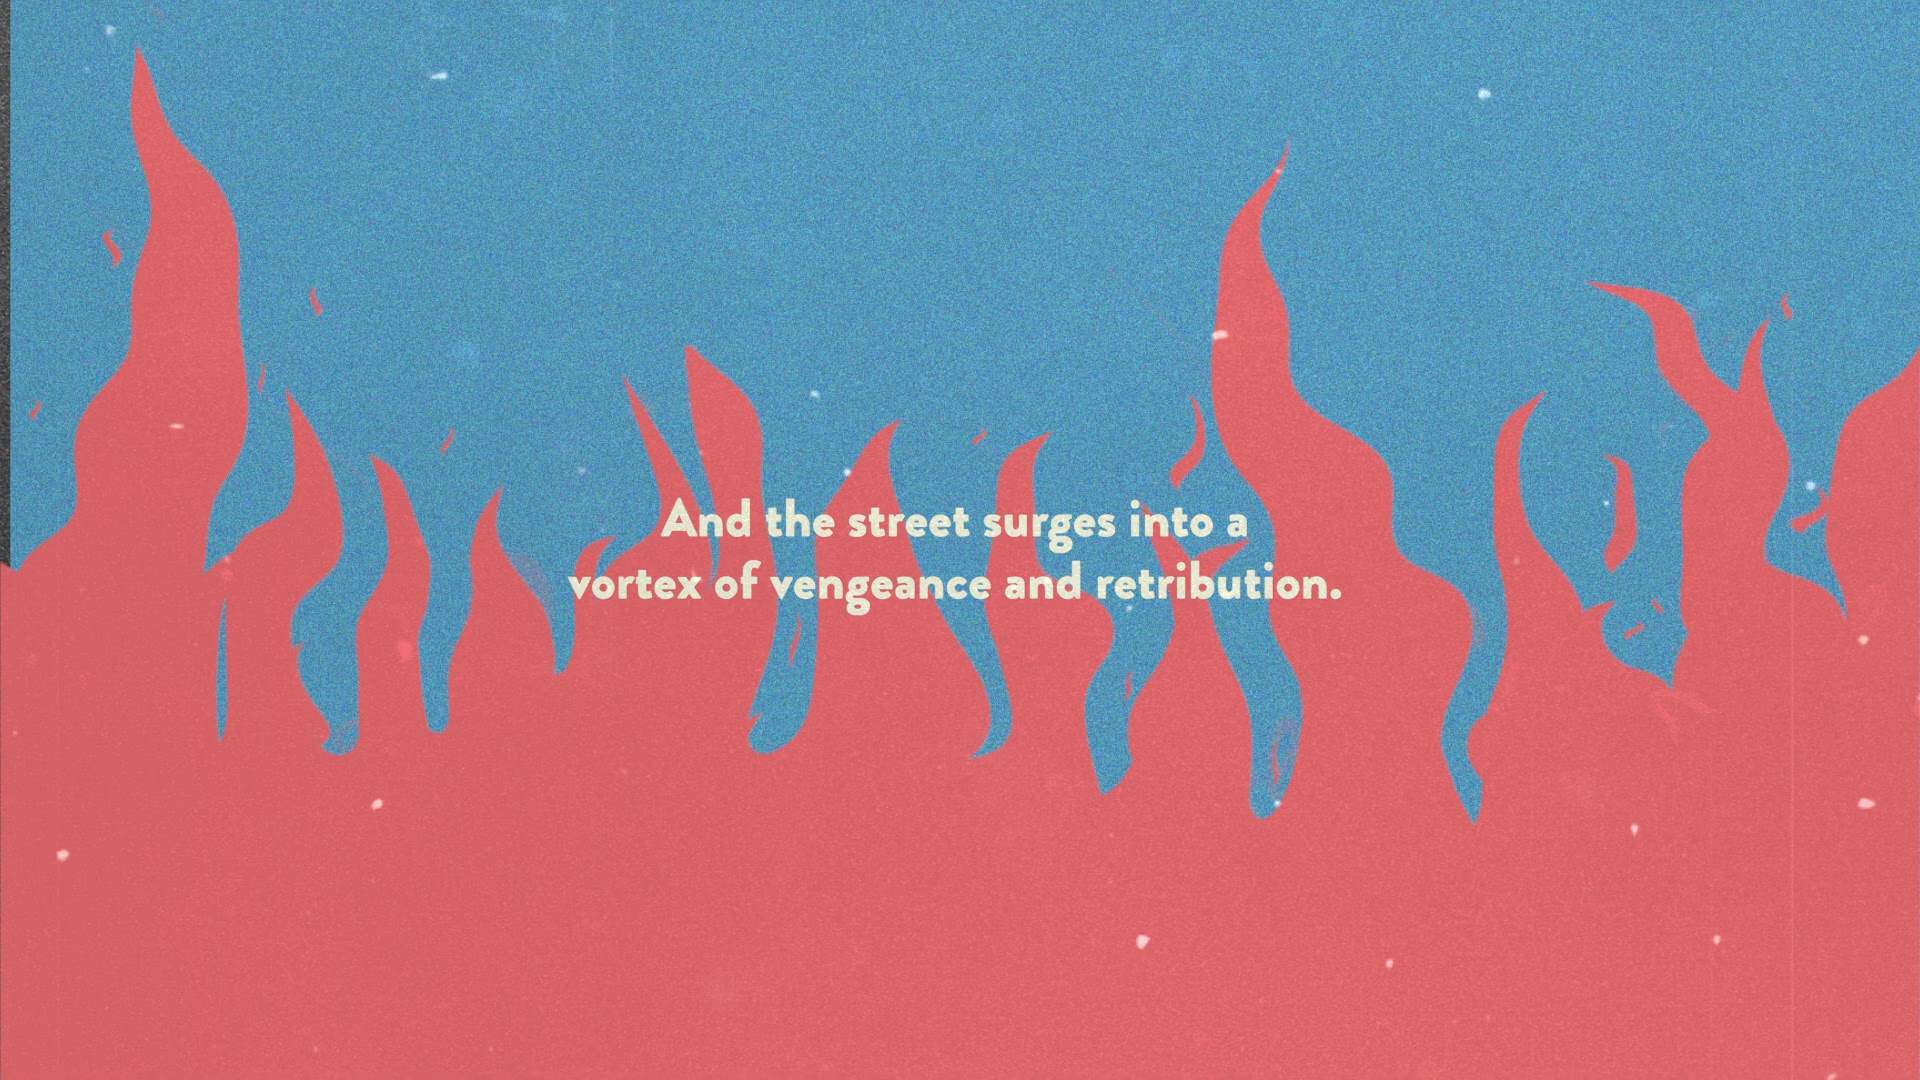 And the street surges into a
vortex of vengeance and retribution.